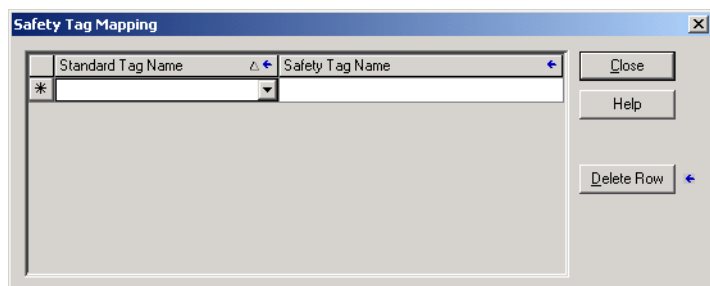 Safety Tag Mapping
Standard Tag Name Safety Tag Name
Close
Help
Delete Row